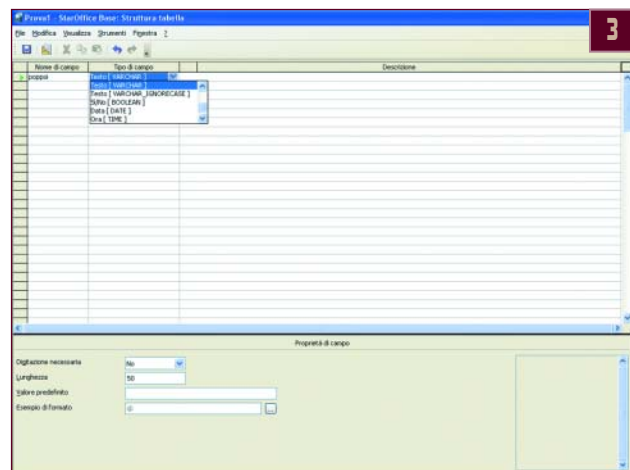 Prova1 - StarOffice Base: Struttura tabella
3
File Modifica Visualizza Strumenti Finestra ?
Nome di campo Tipo di campo Descrizione
poppoi Testo [ VARCHAR ]
Testo [ VARCHAR ]
Testo [ VARCHAR_IGNORECASE ]
Sì/No [ BOOLEAN ]
Data [ DATE ]
Ora [ TIME ]
Proprietà di campo
Digitazione necessaria No
Lunghezza 50
Valore predefinito
Esempio di formato @
...